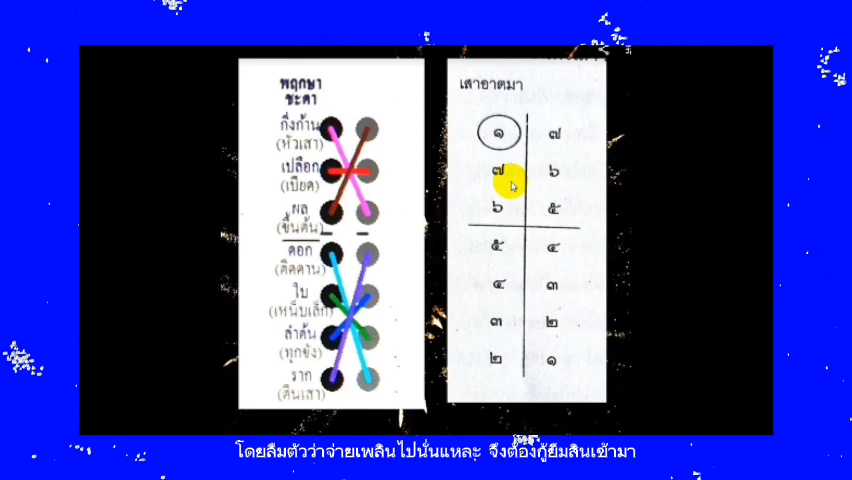 พฤกษา
ชะตา
กิ่งก้าน
(หัวเสา)
เปลือก
(เบียด)
ผล
(ขึ้นต้น)
ดอก
(ติดดาน)
ใบ
(เหน็บเล็ก)
ลำต้น
(ทุกขัง)
ราก
(ตีนเสา)
เสาอาตมา
๑ ๗
๗ ๖
๖ ๕
๕ ๔
๔ ๓
๓ ๒
๒ ๑
โดยลืมตัวว่าจ่ายเพลินไปนั่นแหละ จึงต้องกู้ยืมสินเข้ามา